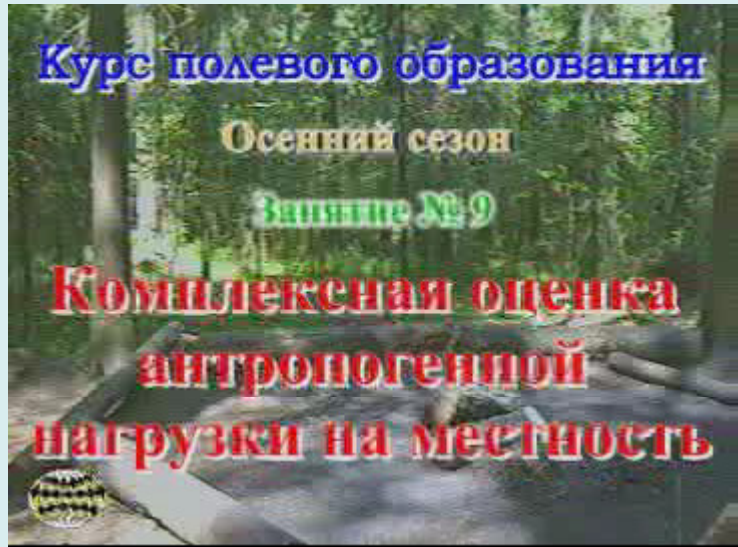 Курс полевого образования
Осенний сезон
Занятие № 9
Комплексная оценка
антропогенной
нагрузки на местность